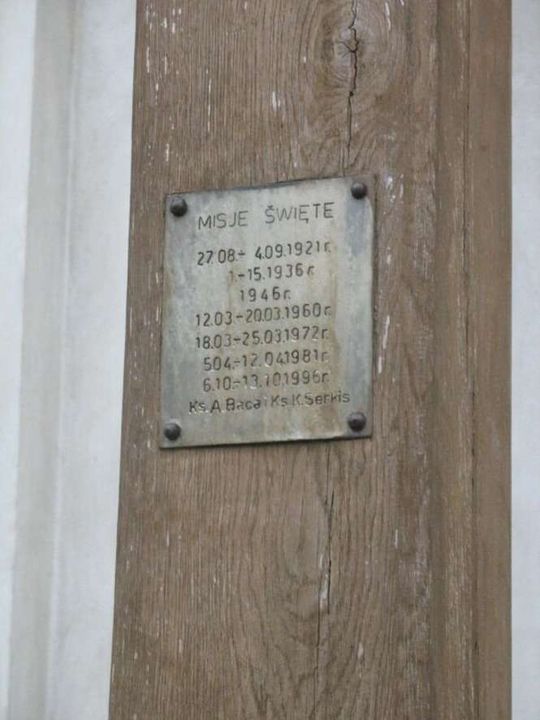 MISJE ŚWIĘTE
27.08.- 4.09.1921r.
1.-15.1936r.
1946r.
12.03-20.03.1960r.
18.03-25.03.1972r.
5.04.-12.04.1981r.
6.10.-13.10.1996r.
Ks.A.Baca i Ks.K.Serkis